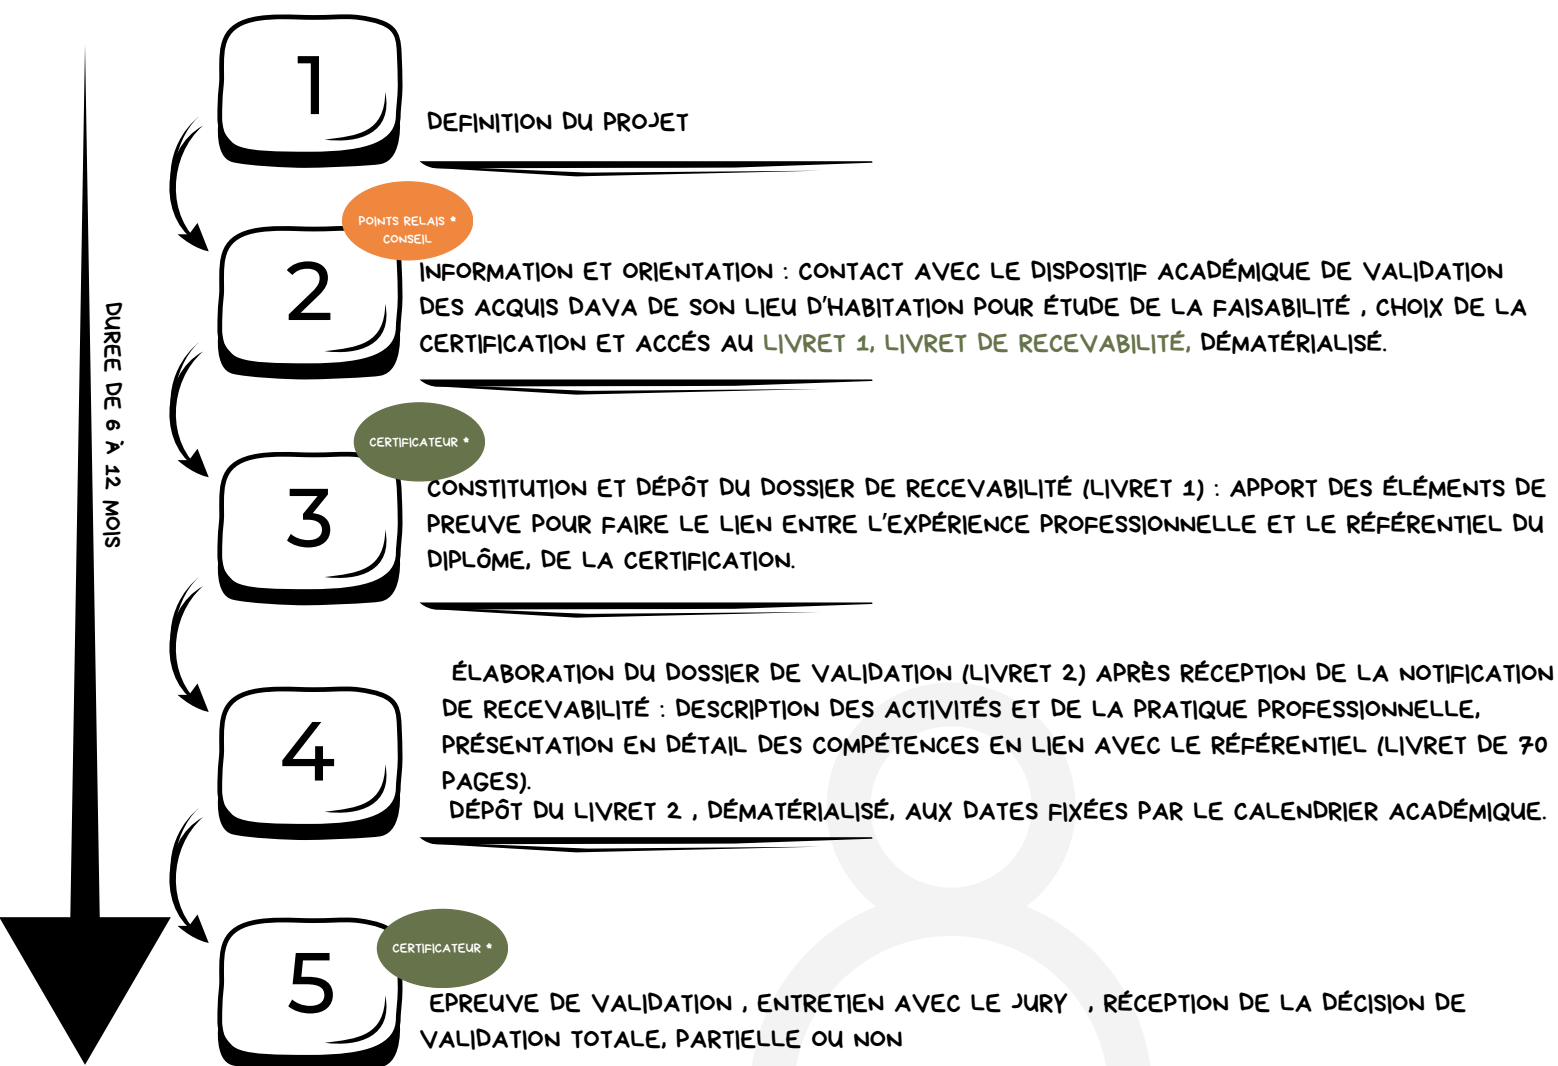 1
DEFINITION DU PROJET
POINTS RELAIS *
CONSEIL
2
INFORMATION ET ORIENTATION : CONTACT AVEC LE DISPOSITIF ACADÉMIQUE DE VALIDATION
DES ACQUIS DAVA DE SON LIEU D'HABITATION POUR ÉTUDE DE LA FAISABILITÉ , CHOIX DE LA
CERTIFICATION ET ACCÉS AU LIVRET 1, LIVRET DE RECEVABILITÉ, DÉMATÉRIALISÉ.
DUREE DE 6 À 12 MOIS
CERTIFICATEUR *
3
CONSTITUTION ET DÉPÔT DU DOSSIER DE RECEVABILITÉ (LIVRET 1) : APPORT DES ÉLÉMENTS DE
PREUVE POUR FAIRE LE LIEN ENTRE L'EXPÉRIENCE PROFESSIONNELLE ET LE RÉFÉRENTIEL DU
DIPLÔME, DE LA CERTIFICATION.
4
ÉLABORATION DU DOSSIER DE VALIDATION (LIVRET 2) APRÈS RÉCEPTION DE LA NOTIFICATION
DE RECEVABILITÉ : DESCRIPTION DES ACTIVITÉS ET DE LA PRATIQUE PROFESSIONNELLE,
PRÉSENTATION EN DÉTAIL DES COMPÉTENCES EN LIEN AVEC LE RÉFÉRENTIEL (LIVRET DE 70
PAGES).
DÉPÔT DU LIVRET 2 , DÉMATÉRIALISÉ, AUX DATES FIXÉES PAR LE CALENDRIER ACADÉMIQUE.
CERTIFICATEUR *
5
EPREUVE DE VALIDATION , ENTRETIEN AVEC LE JURY , RÉCEPTION DE LA DÉCISION DE
VALIDATION TOTALE, PARTIELLE OU NON